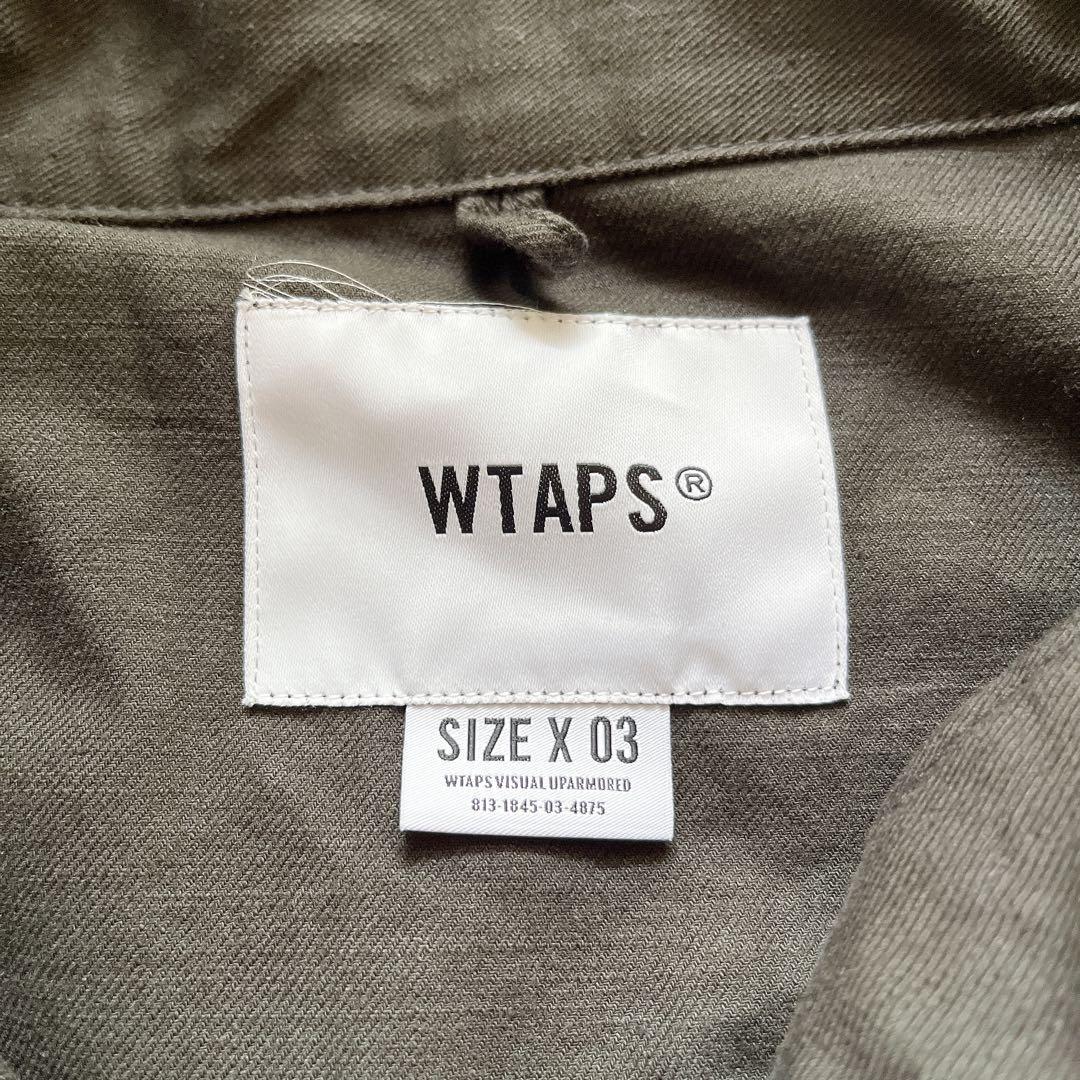 WTAPS®
SIZE X 03
WTAPS VISUAL UPARMORED
813-1845-03-4875